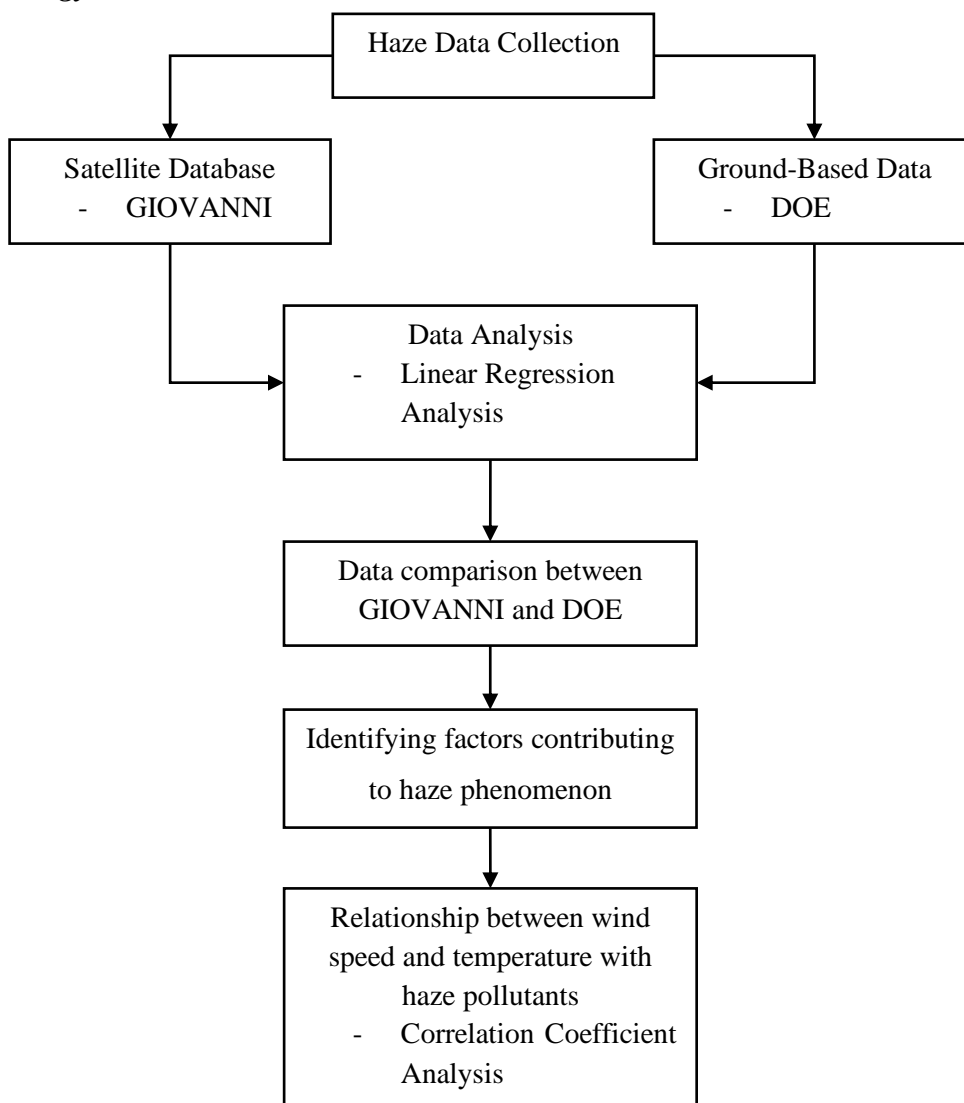 Haze Data Collection
Satellite Database
- GIOVANNI
Ground-Based Data
- DOE
Data Analysis
- Linear Regression
Analysis
Data comparison between
GIOVANNI and DOE
Identifying factors contributing
to haze phenomenon
Relationship between wind
speed and temperature with
haze pollutants
- Correlation Coefficient
Analysis